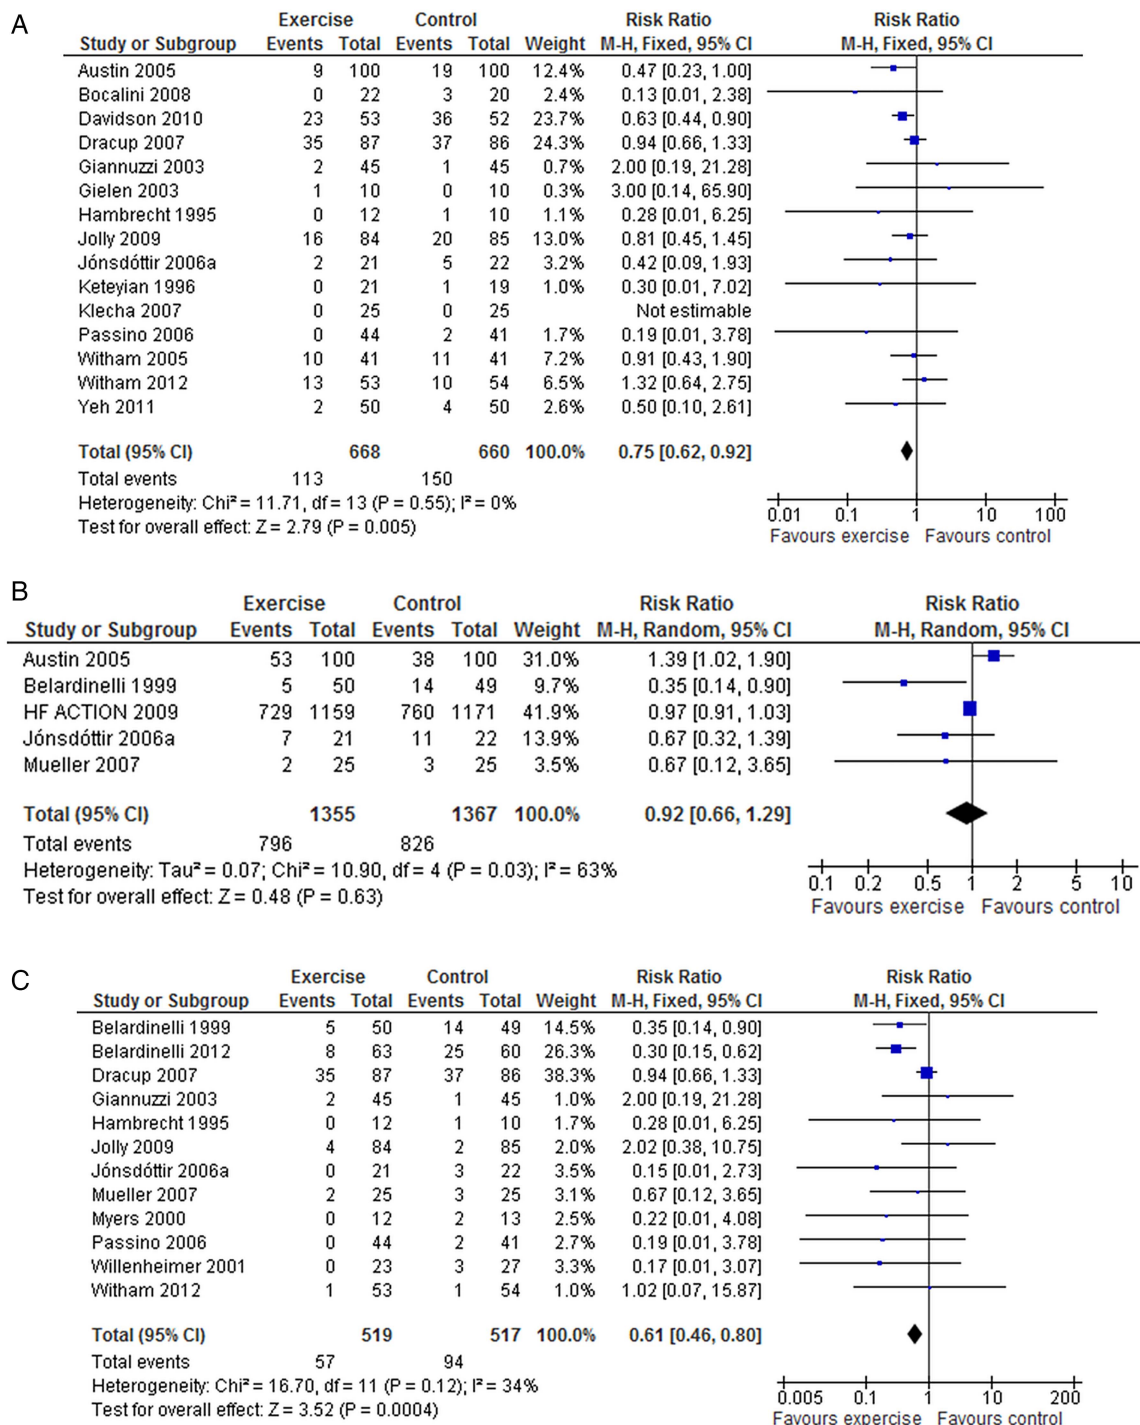 A
Exercise Control Risk Ratio Risk Ratio
Study or Subgroup Events Total Events Total Weight M-H, Fixed, 95% CI M-H, Fixed, 95% CI
Austin 2005 9 100 19 100 12.4% 0.47 [0.23, 1.00]
Bocalini 2008 0 22 3 20 2.4% 0.13 [0.01, 2.38]
Davidson 2010 23 53 36 52 23.7% 0.63 [0.44, 0.90]
Dracup 2007 35 87 37 86 24.3% 0.94 [0.66, 1.33]
Giannuzzi 2003 2 45 1 45 0.7% 2.00 [0.19, 21.28]
Gielen 2003 1 10 0 10 0.3% 3.00 [0.14, 65.90]
Hambrecht 1995 0 12 1 10 1.1% 0.28 [0.01, 6.25]
Jolly 2009 16 84 20 85 13.0% 0.81 [0.45, 1.45]
Jónsdóttir 2006a 2 21 5 22 3.2% 0.42 [0.09, 1.93]
Keteyian 1996 0 21 1 19 1.0% 0.30 [0.01, 7.02]
Klecha 2007 0 25 0 25 Not estimable
Passino 2006 0 44 2 41 1.7% 0.19 [0.01, 3.78]
Witham 2005 10 41 11 41 7.2% 0.91 [0.43, 1.90]
Witham 2012 13 53 10 54 6.5% 1.32 [0.64, 2.75]
Yeh 2011 2 50 4 50 2.6% 0.50 [0.10, 2.61]
Total (95% CI) 668 660 100.0% 0.75 [0.62, 0.92]
Total events 113 150
Heterogeneity: Chi² = 11.71, df = 13 (P = 0.55); I² = 0%
Test for overall effect: Z = 2.79 (P = 0.005)
0.01 0.1 1 10 100
Favours exercise Favours control
B
Exercise Control Risk Ratio Risk Ratio
Study or Subgroup Events Total Events Total Weight M-H, Random, 95% CI M-H, Random, 95% CI
Austin 2005 53 100 38 100 31.0% 1.39 [1.02, 1.90]
Belardinelli 1999 5 50 14 49 9.7% 0.35 [0.14, 0.90]
HF ACTION 2009 729 1159 760 1171 41.9% 0.97 [0.91, 1.03]
Jónsdóttir 2006a 7 21 11 22 13.9% 0.67 [0.32, 1.39]
Mueller 2007 2 25 3 25 3.5% 0.67 [0.12, 3.65]
Total (95% CI) 1355 1367 100.0% 0.92 [0.66, 1.29]
Total events 796 826
Heterogeneity: Tau² = 0.07; Chi² = 10.90, df = 4 (P = 0.03); I² = 63%
Test for overall effect: Z = 0.48 (P = 0.63)
0.1 0.2 0.5 1 2 5 10
Favours exercise Favours control
C
Exercise Control Risk Ratio Risk Ratio
Study or Subgroup Events Total Events Total Weight M-H, Fixed, 95% CI M-H, Fixed, 95% CI
Belardinelli 1999 5 50 14 49 14.5% 0.35 [0.14, 0.90]
Belardinelli 2012 8 63 25 60 26.3% 0.30 [0.15, 0.62]
Dracup 2007 35 87 37 86 38.3% 0.94 [0.66, 1.33]
Giannuzzi 2003 2 45 1 45 1.0% 2.00 [0.19, 21.28]
Hambrecht 1995 0 12 1 10 1.7% 0.28 [0.01, 6.25]
Jolly 2009 4 84 2 85 2.0% 2.02 [0.38, 10.75]
Jónsdóttir 2006a 0 21 3 22 3.5% 0.15 [0.01, 2.73]
Mueller 2007 2 25 3 25 3.1% 0.67 [0.12, 3.65]
Myers 2000 0 12 2 13 2.5% 0.22 [0.01, 4.08]
Passino 2006 0 44 2 41 2.7% 0.19 [0.01, 3.78]
Willenheimer 2001 0 23 3 27 3.3% 0.17 [0.01, 3.07]
Witham 2012 1 53 1 54 1.0% 1.02 [0.07, 15.87]
Total (95% CI) 519 517 100.0% 0.61 [0.46, 0.80]
Total events 57 94
Heterogeneity: Chi² = 16.70, df = 11 (P = 0.12); I² = 34%
Test for overall effect: Z = 3.52 (P = 0.0004)
0.005 0.1 1 10 200
Favours expercise Favours control